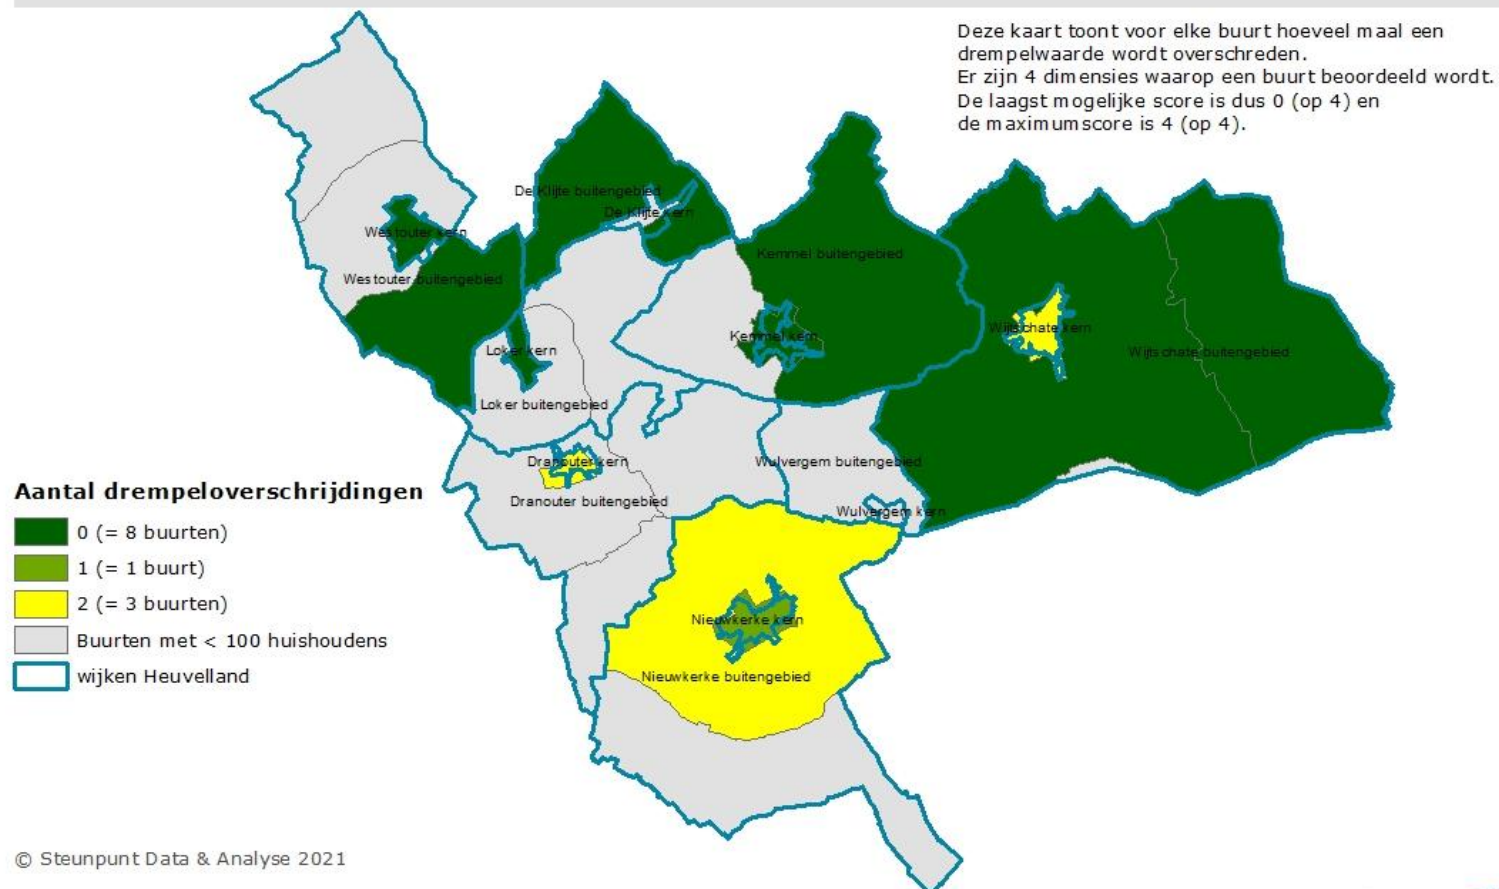 Deze kaart toont voor elke buurt hoeveel maal een
drempelwaarde wordt overschreden.
Er zijn 4 dimensies waarop een buurt beoordeeld wordt.
De laagst mogelijke score is dus 0 (op 4) en
de maximumscore is 4 (op 4).
De Klijte buitengebied
De Klijte kern
Westouter kern
Kemmel buitengebied
Westouter buitengebied
Wijtschate kern
Kemmel kern
Loker kern
Wijtschate buitengebied
Loker buitengebied
Dranouter kern
Wulvergem buitengebied
Dranouter buitengebied
Wulvergem kern
Nieuwkerke kern
Nieuwkerke buitengebied
Aantal drempeloverschrijdingen
0 (= 8 buurten)
1 (= 1 buurt)
2 (= 3 buurten)
Buurten met < 100 huishoudens
wijken Heuvelland
© Steunpunt Data & Analyse 2021